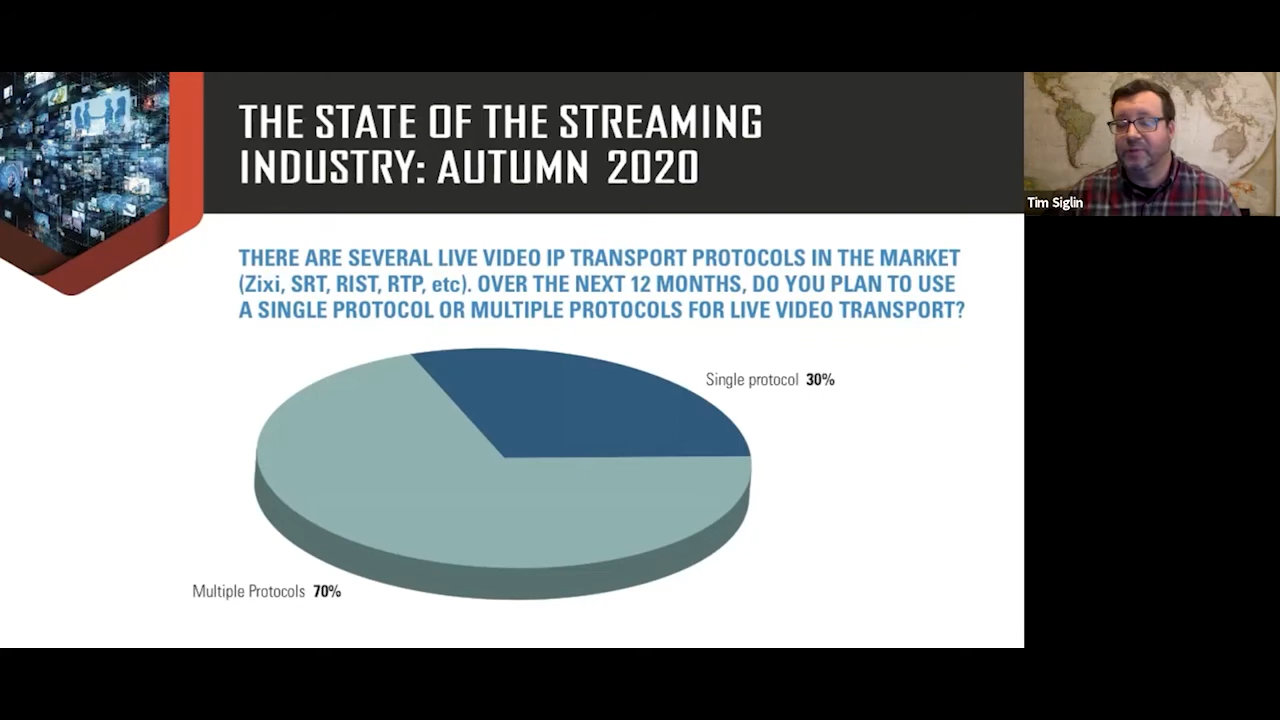 THE STATE OF THE STREAMING
INDUSTRY: AUTUMN 2020
Tim Siglin
THERE ARE SEVERAL LIVE VIDEO IP TRANSPORT PROTOCOLS IN THE MARKET
(Zixi, SRT, RIST, RTP, etc). OVER THE NEXT 12 MONTHS, DO YOU PLAN TO USE
A SINGLE PROTOCOL OR MULTIPLE PROTOCOLS FOR LIVE VIDEO TRANSPORT?
Single protocol 30%
Multiple Protocols 70%